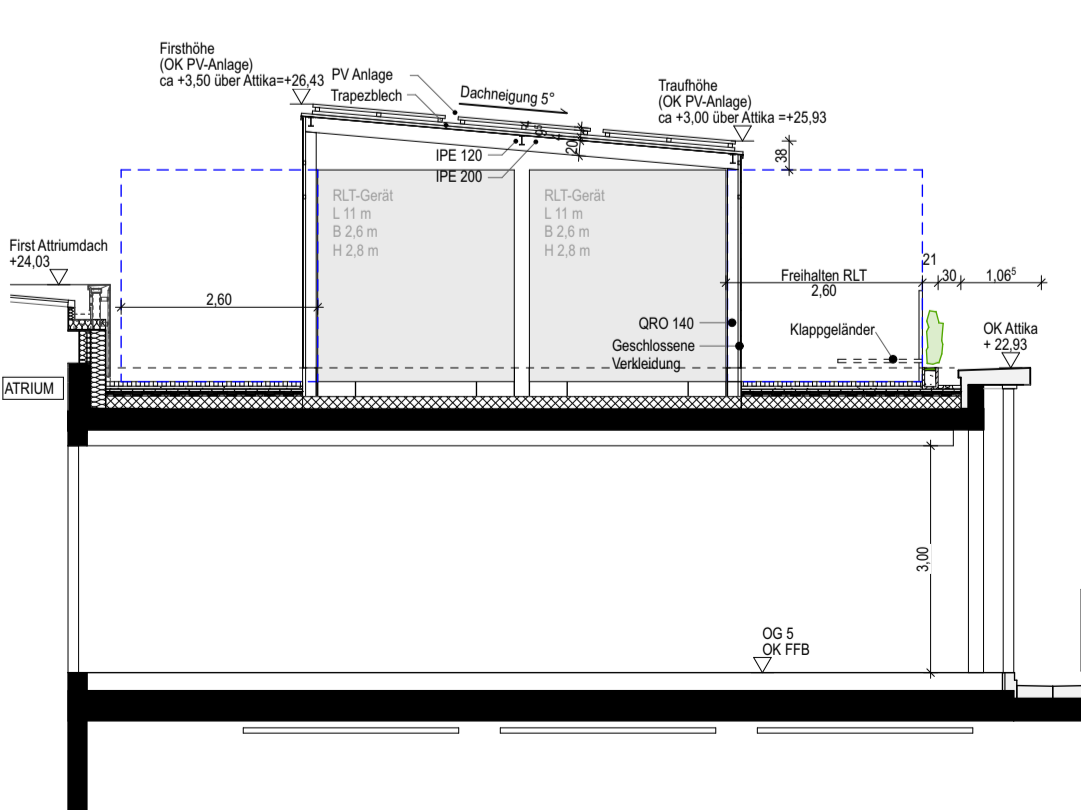 Firsthöhe
(OK PV-Anlage)
ca +3,50 über Attika=+26,43
PV Anlage
Trapezblech
Dachneigung 5°
Traufhöhe
(OK PV-Anlage)
ca +3,00 über Attika =+25,93
20
38
IPE 120
IPE 200
RLT-Gerät
L 11 m
B 2,6 m
H 2,8 m
RLT-Gerät
L 11 m
B 2,6 m
H 2,8 m
First Attriumdach
+24,03
2,60
Freihalten RLT
2,60
21
30
1,06⁵
QRO 140
Geschlossene
Verkleidung
Klappgeländer
OK Attika
+ 22,93
ATRIUM
3,00
OG 5
OK FFB